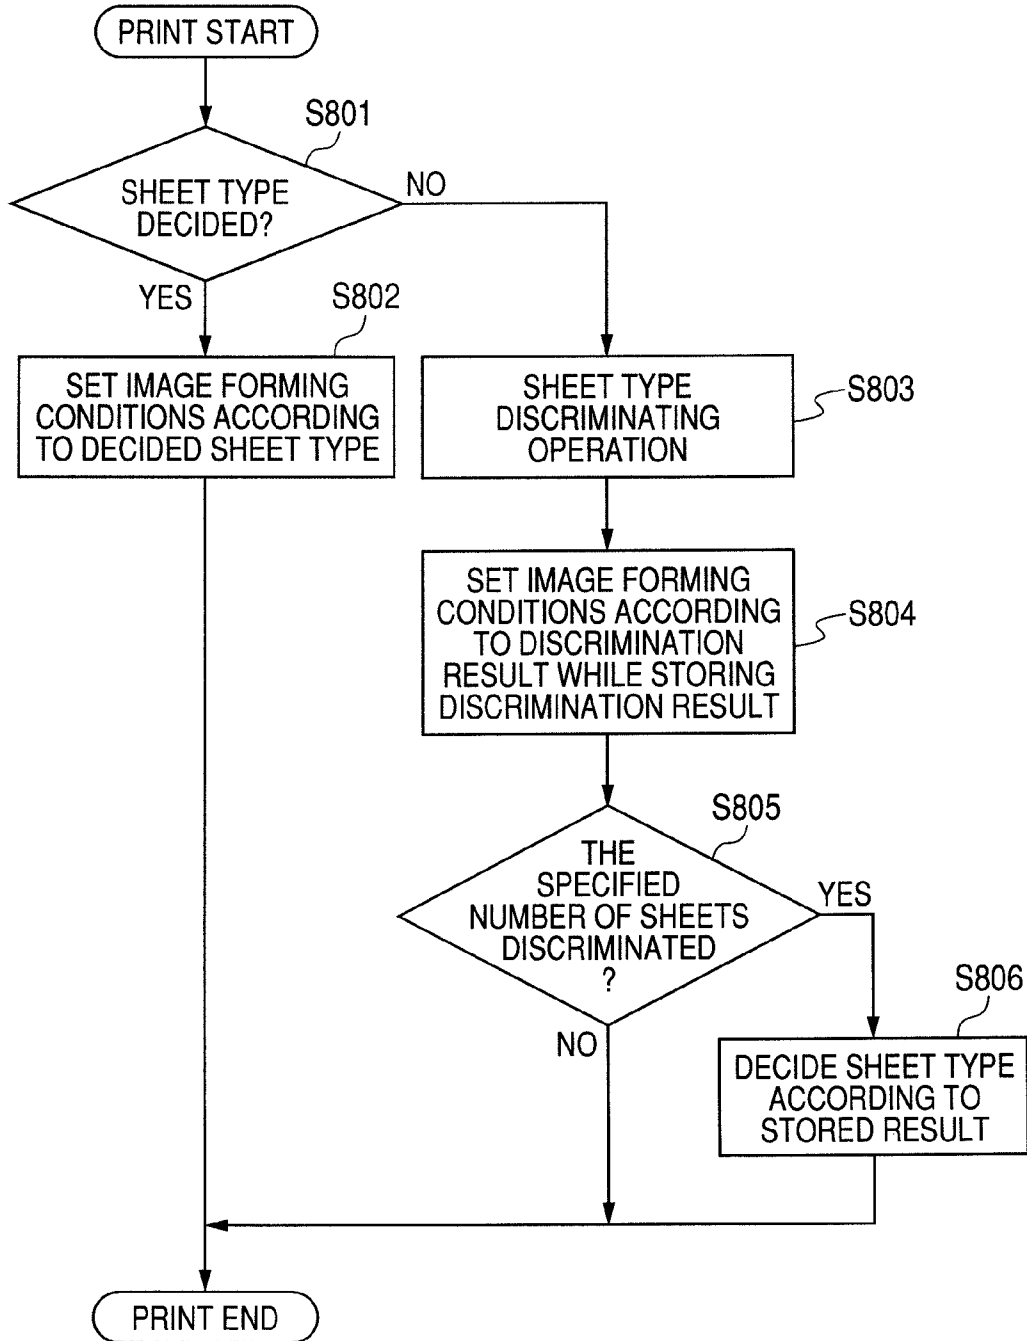 PRINT START
S801
SHEET TYPE
DECIDED?
NO
YES
S802
SET IMAGE FORMING
CONDITIONS ACCORDING
TO DECIDED SHEET TYPE
SHEET TYPE
DISCRIMINATING
OPERATION
S803
SET IMAGE FORMING
CONDITIONS ACCORDING
TO DISCRIMINATION
RESULT WHILE STORING
DISCRIMINATION RESULT
S804
S805
THE
SPECIFIED
NUMBER OF SHEETS
DISCRIMINATED
?
YES
NO
S806
DECIDE SHEET TYPE
ACCORDING TO
STORED RESULT
PRINT END